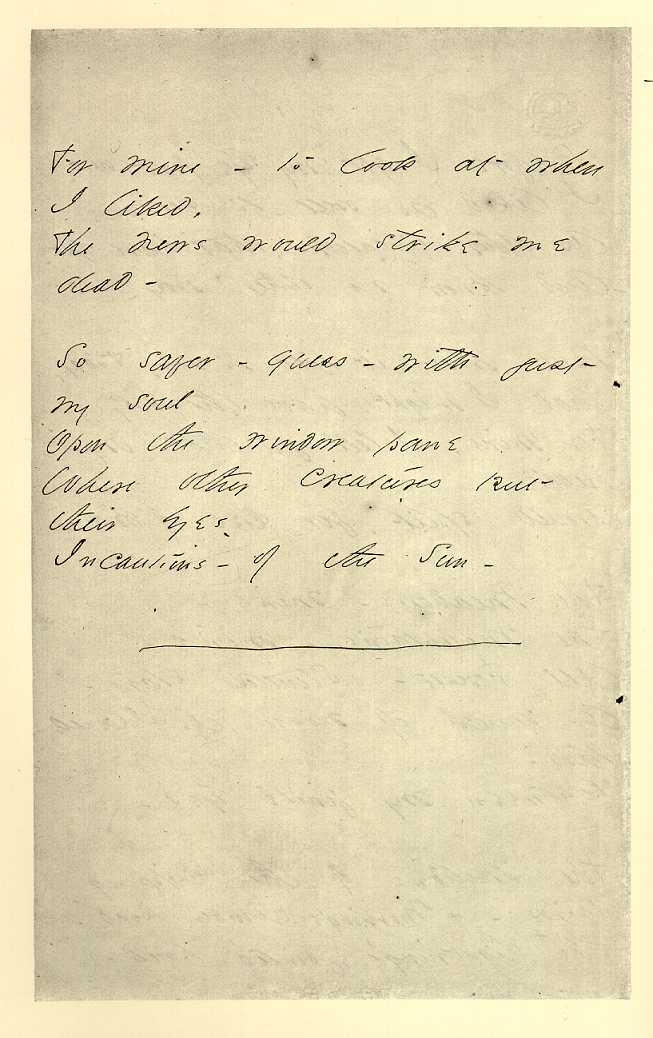 For mine - to look at when
I liked,
The news would strike me
dead -
So safer - guess - with just
my soul
Opon the window pane
Where other creatures put
their eyes,
Incautious - of the Sun -